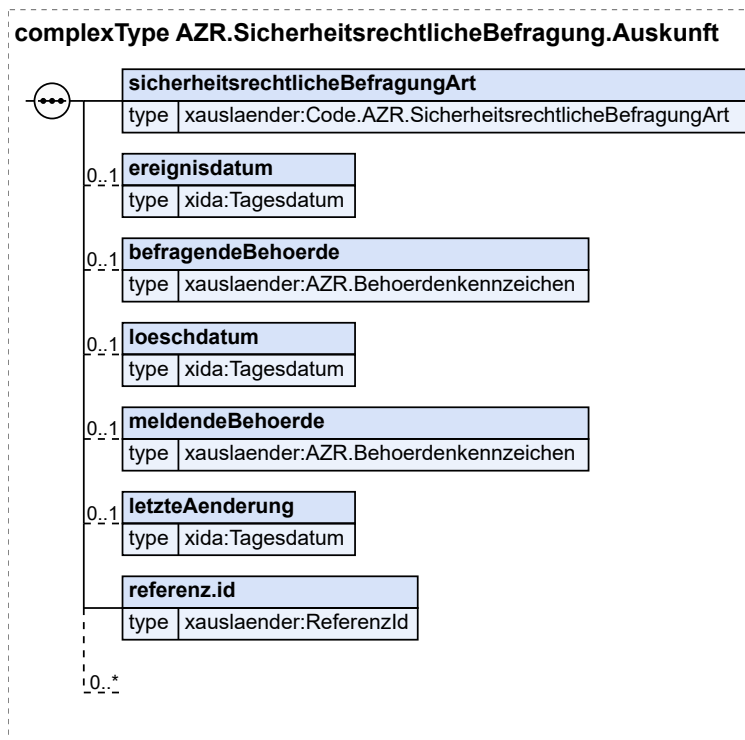 complexType AZR.SicherheitsrechtlicheBefragung.Auskunft
sicherheitsrechtlicheBefragungArt
type xauslaender:Code.AZR.SicherheitsrechtlicheBefragungArt
0..1 ereignisdatum
type xida:Tagesdatum
0..1 befragendeBehoerde
type xauslaender:AZR.Behoerdenkennzeichen
0..1 loeschdatum
type xida:Tagesdatum
0..1 meldendeBehoerde
type xauslaender:AZR.Behoerdenkennzeichen
0..1 letzteAenderung
type xida:Tagesdatum
referenz.id
type xauslaender:ReferenzId
0..*